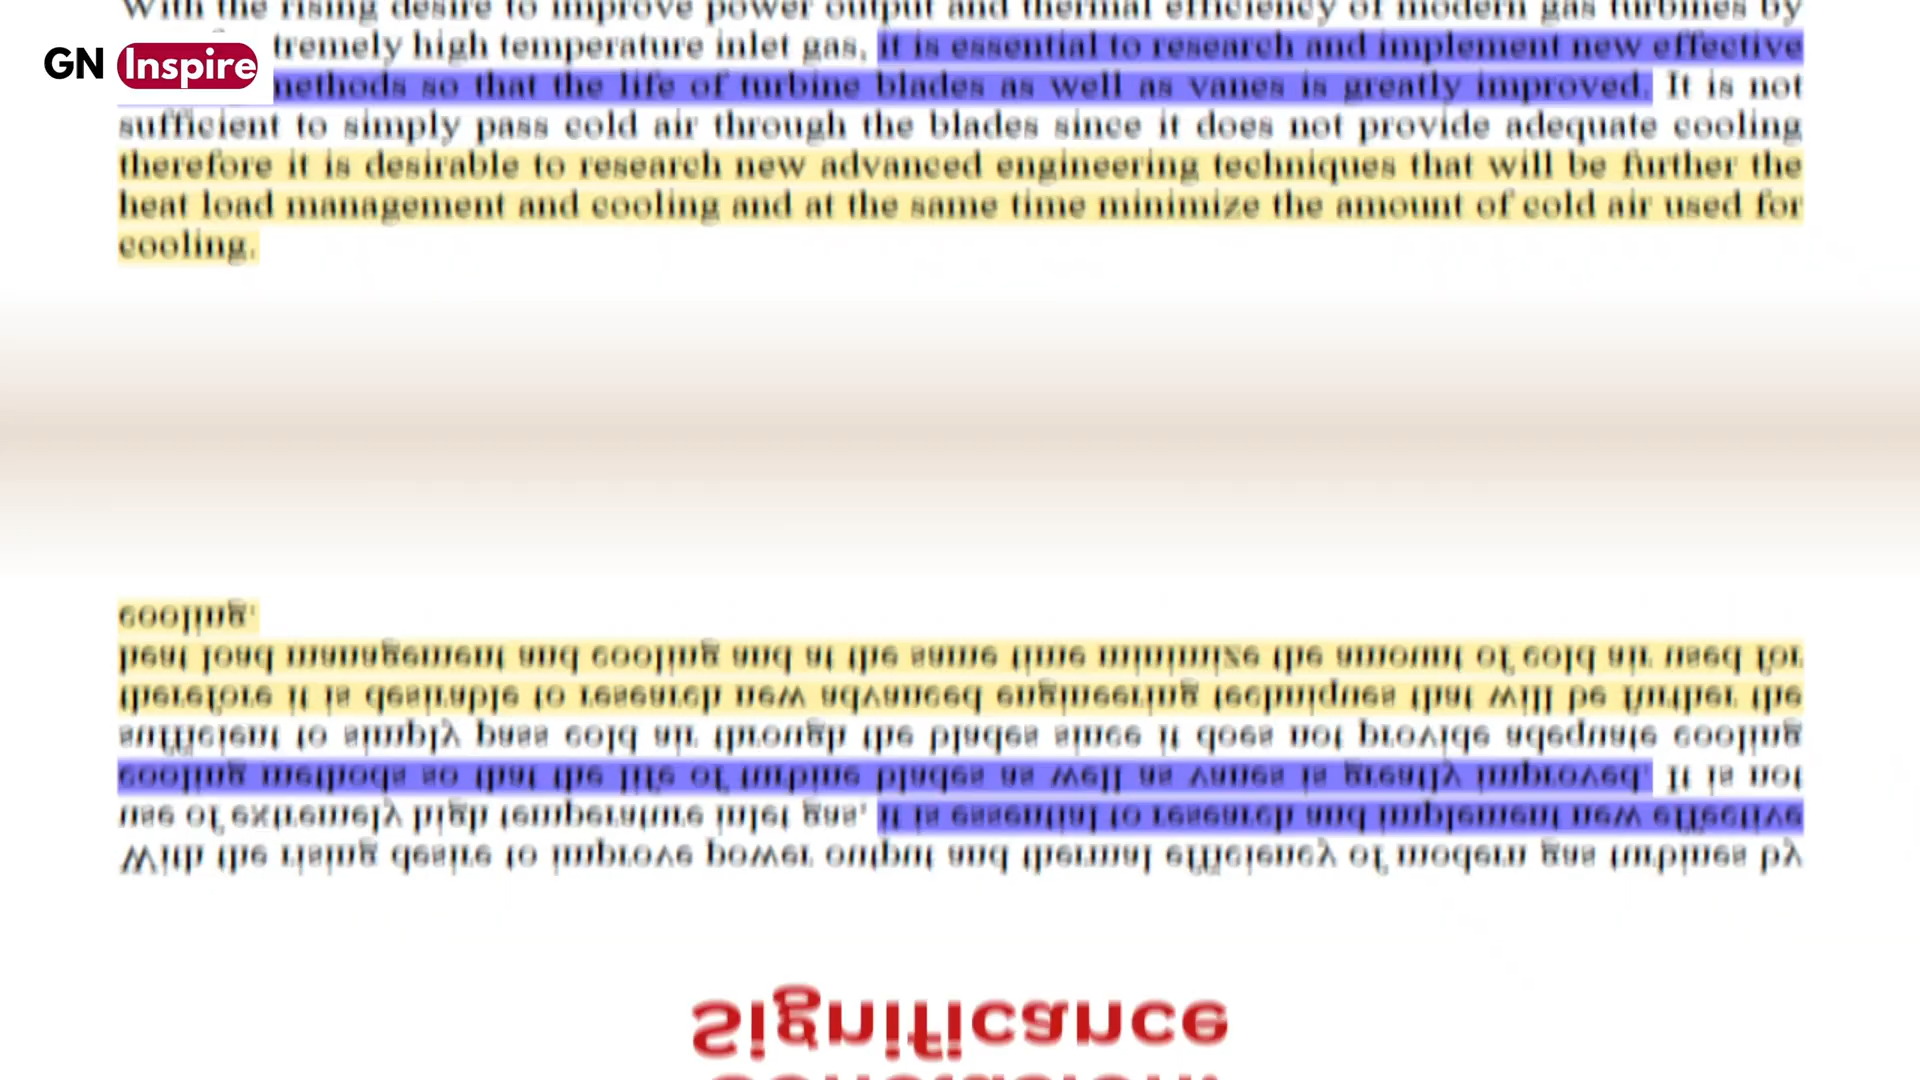 With the rising desire to improve power output and thermal efficiency of modern gas turbines by
GN Inspire
tremely high temperature inlet gas, it is essential to research and implement new effective
methods so that the life of turbine blades as well as vanes is greatly improved. It is not
sufficient to simply pass cold air through the blades since it does not provide adequate cooling
therefore it is desirable to research new advanced engineering techniques that will be further the
heat load management and cooling and at the same time minimize the amount of cold air used for
cooling.
cooling.
heat load management and cooling and at the same time minimize the amount of cold air used for
therefore it is desirable to research new advanced engineering techniques that will be further the
sufficient to simply pass cold air through the blades since it does not provide adequate cooling
cooling methods so that the life of turbine blades as well as vanes is greatly improved. It is not
use of extremely high temperature inlet gas, it is essential to research and implement new effective
With the rising desire to improve power output and thermal efficiency of modern gas turbines by
Significance